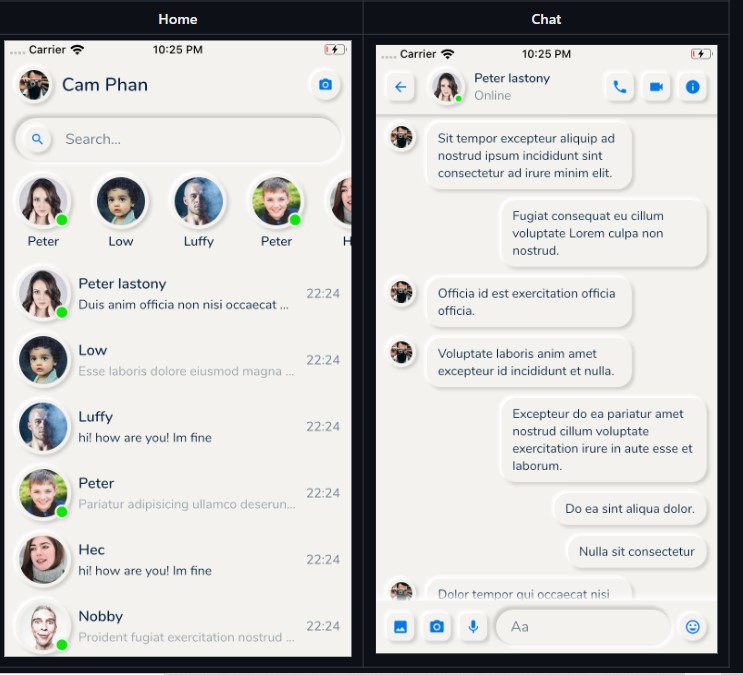 Home
Carrier 10:25 PM
Cam Phan
Search...
Peter Low Luffy Peter H
Peter lastony
Duis anim officia non nisi occaecat ...
22:24
Low
Esse laboris dolore eiusmod magna ...
22:24
Luffy
hi! how are you! Im fine
22:24
Peter
Pariatur adipisicing ullamco deserun...
22:24
Hec
hi! how are you! Im fine
22:24
Nobby
Proident fugiat exercitation nostrud ...
22:24
Chat
Carrier 10:25 PM
Peter lastony
Online
Sit tempor excepteur aliquip ad
nostrud ipsum incididunt sint
consectetur ad irure minim elit.
Fugiat consequat eu cillum
voluptate Lorem culpa non
nostrud.
Officia id est exercitation officia
officia.
Voluptate laboris anim amet
excepteur id incididunt et nulla.
Excepteur do ea pariatur amet
nostrud cillum voluptate
exercitation irure in aute esse et
laborum.
Do ea sint aliqua dolor.
Nulla sit consectetur
Dolor tempor qui occaecat nisi
Aa